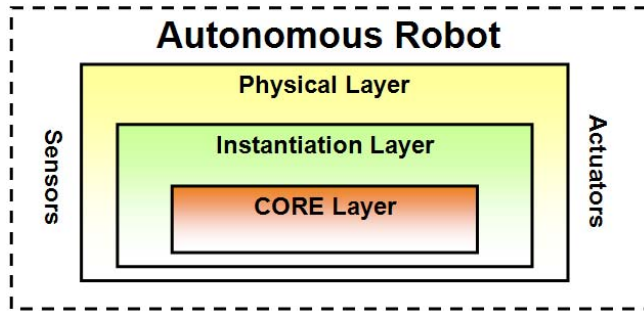 Autonomous Robot
Physical Layer
Sensors
Instantiation Layer
Actuators
CORE Layer